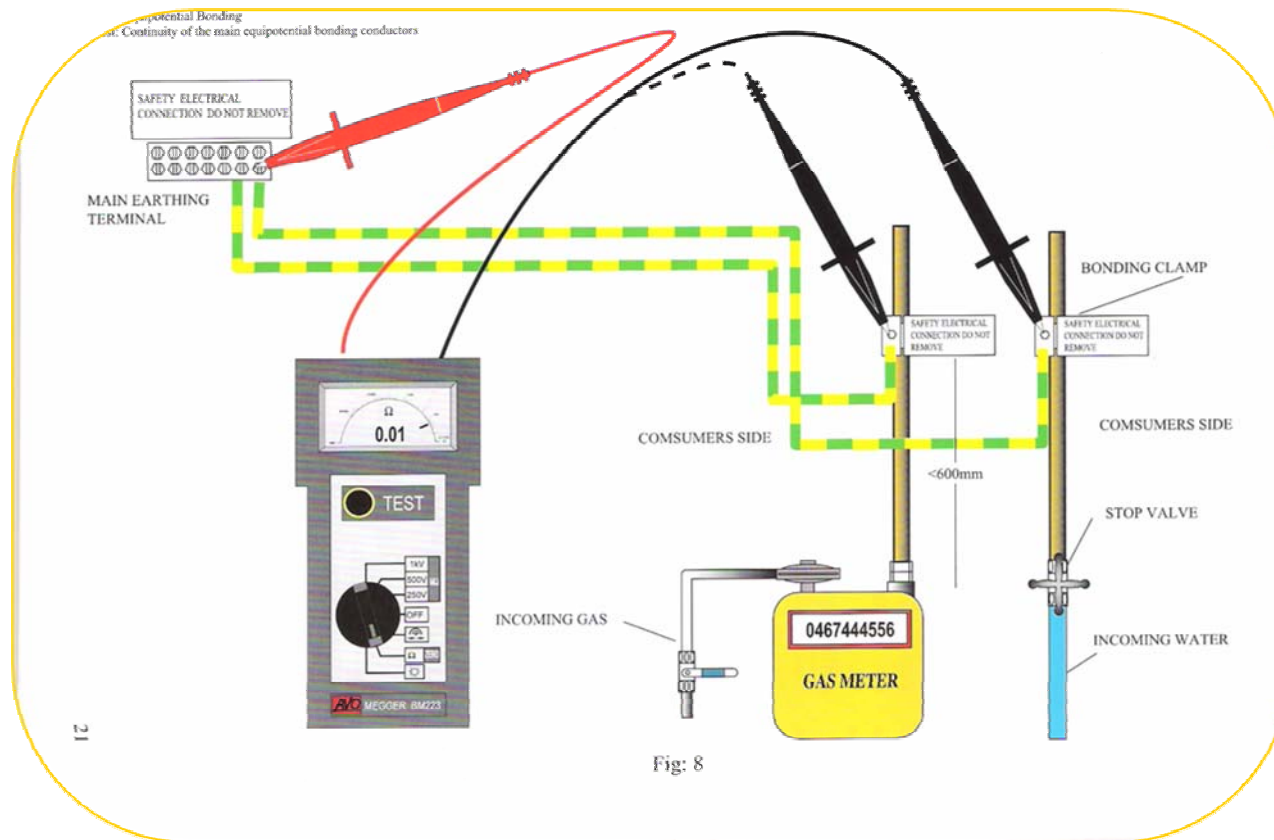 quipotential Bonding
st: Continuity of the main equipotential bonding conductors
SAFETY ELECTRICAL
CONNECTION DO NOT REMOVE
MAIN EARTHING
TERMINAL
BONDING CLAMP
SAFETY ELECTRICAL
CONNECTION DO NOT
REMOVE
SAFETY ELECTRICAL
CONNECTION DO NOT
REMOVE
Ω
0.01
COMSUMERS SIDE
COMSUMERS SIDE
<600mm
TEST
1kV
500V
250V
OFF
Ω
STOP VALVE
INCOMING GAS
0467444556
GAS METER
INCOMING WATER
AVO MEGGER BM223
21
Fig: 8